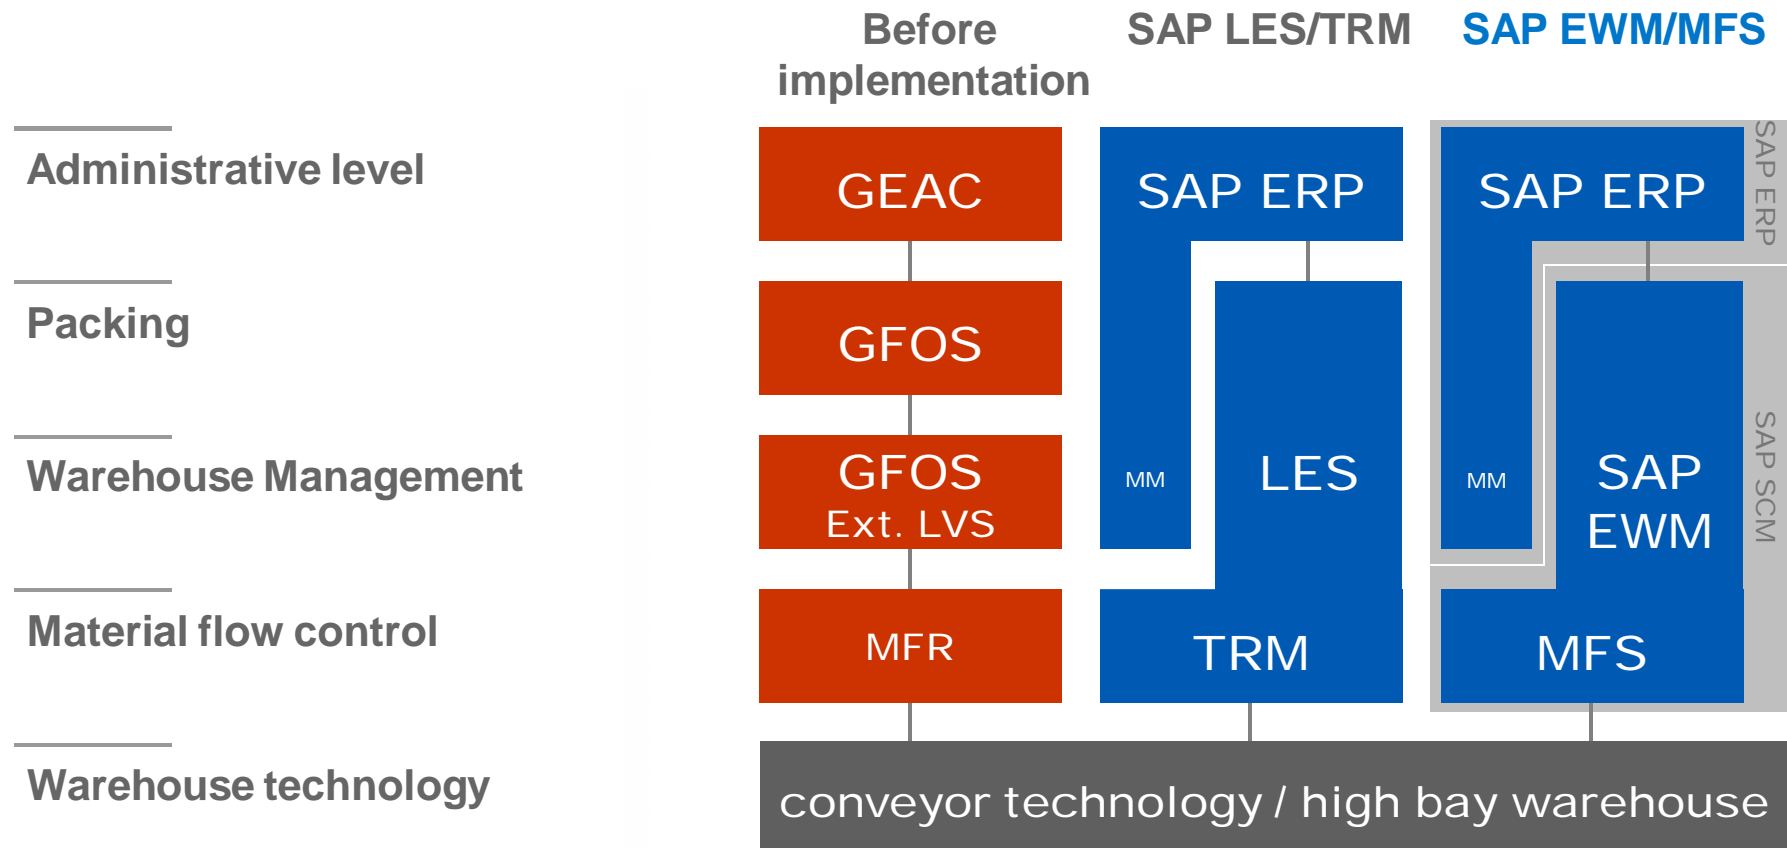 Before
implementation
SAP LES/TRM
SAP EWM/MFS
Administrative level
GEAC
SAP ERP
SAP ERP
SAP ERP
Packing
GFOS
Warehouse Management
GFOS
Ext. LVS
MM
LES
MM
SAP
EWM
SAP SCM
Material flow control
MFR
TRM
MFS
Warehouse technology
conveyor technology / high bay warehouse